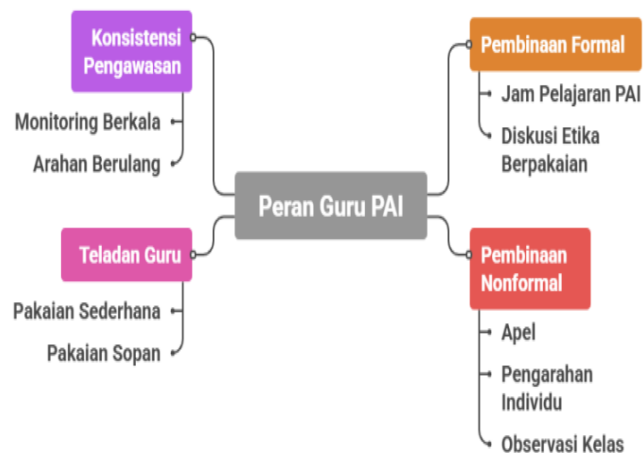 Konsistensi
Pengawasan
Monitoring Berkala
Arahan Berulang
Teladan Guru
Pakaian Sederhana
Pakaian Sopan
Peran Guru PAI
Pembinaan Formal
Jam Pelajaran PAI
Diskusi Etika
Berpakaian
Pembinaan
Nonformal
Apel
Pengarahan
Individu
Observasi Kelas